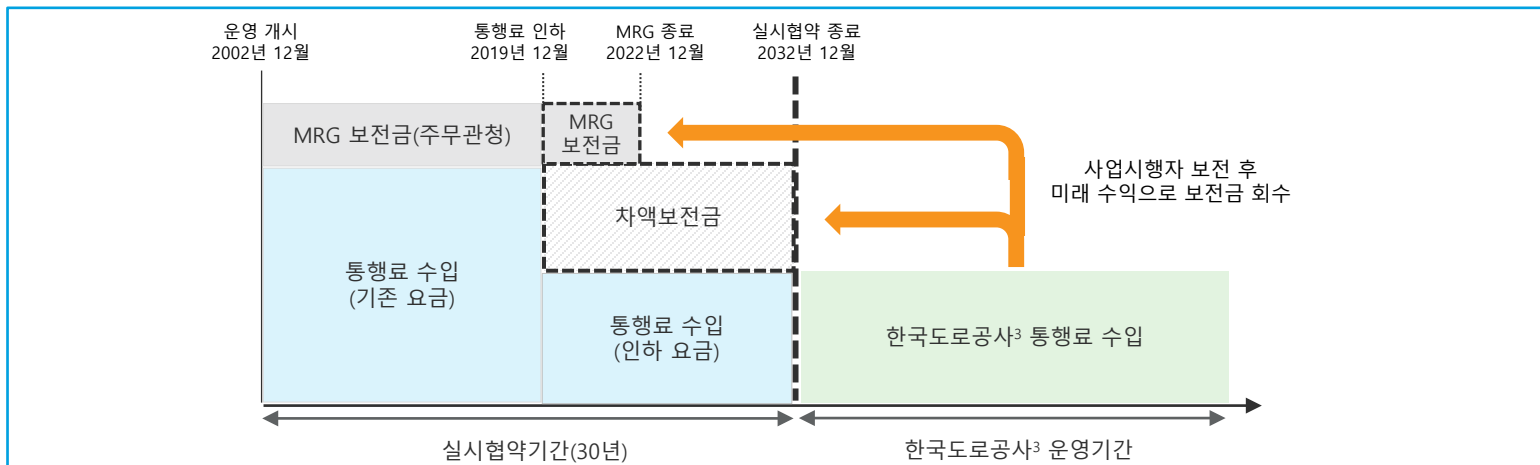 운영 개시
2002년 12월
통행료 인하
2019년 12월
MRG 종료
2022년 12월
실시협약 종료
2032년 12월
MRG 보전금(주무관청)
MRG
보전금
사업시행자 보전 후
미래 수익으로 보전금 회수
차액보전금
통행료 수입
(기존 요금)
통행료 수입
(인하 요금)
한국도로공사³ 통행료 수입
실시협약기간(30년)
한국도로공사³ 운영기간